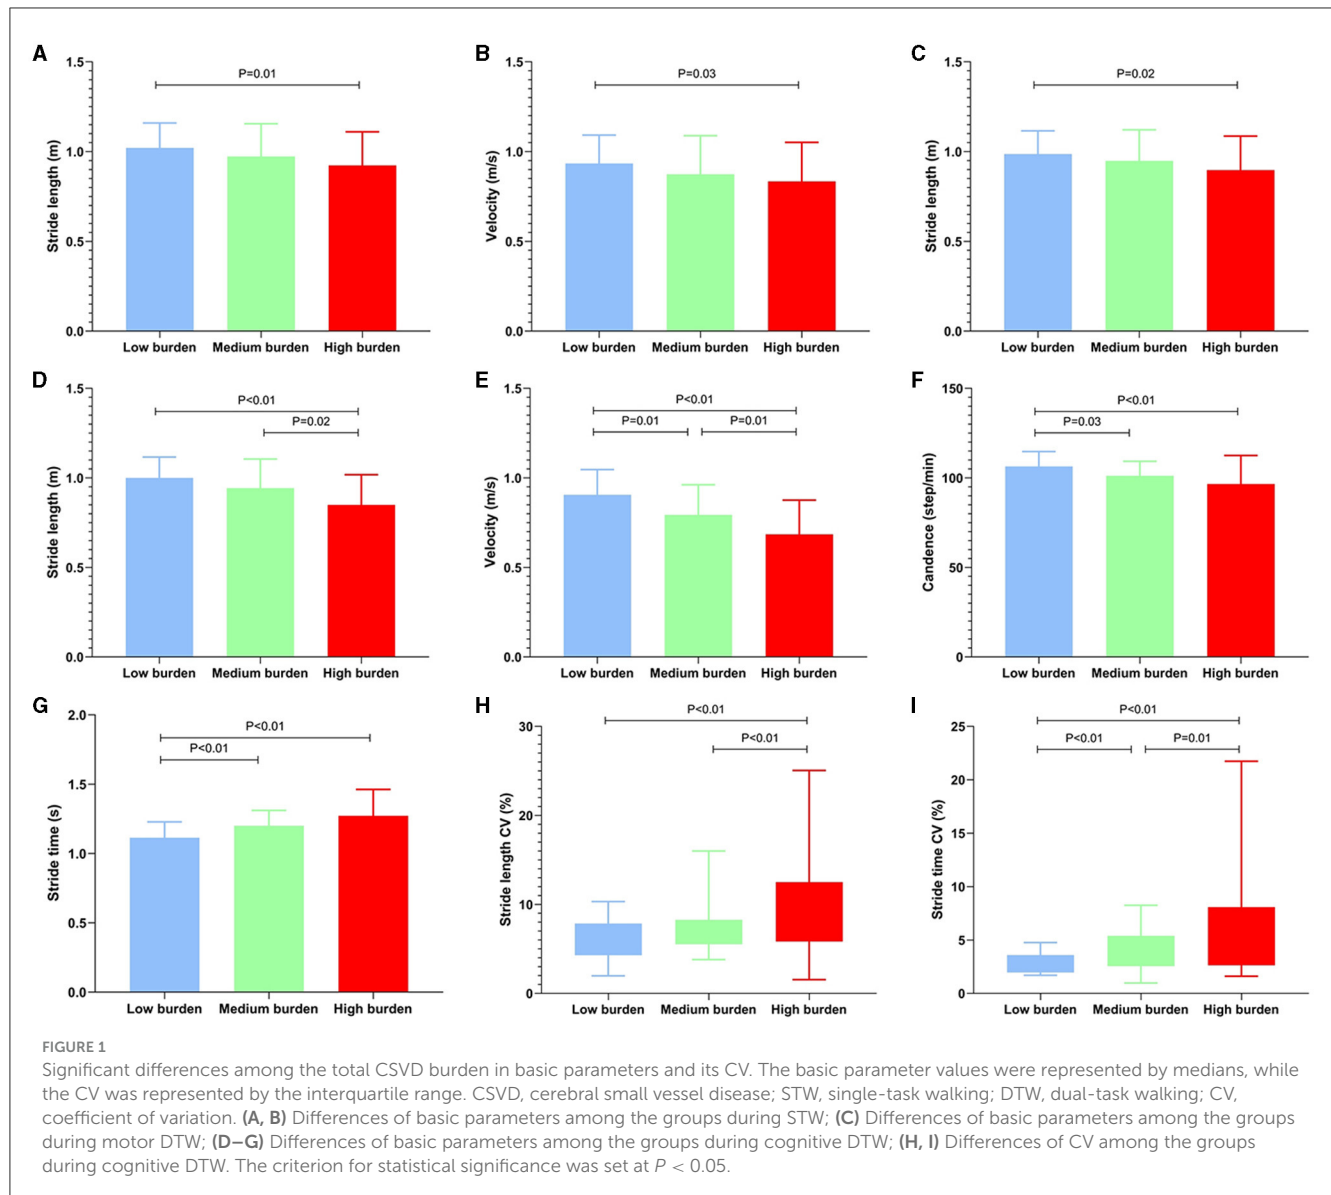 A
1.5
1.0
0.5
0.0
Stride length (m)
P=0.01
Low burden Medium burden High burden
B
1.5
1.0
0.5
0.0
Velocity (m/s)
P=0.03
Low burden Medium burden High burden
C
1.5
1.0
0.5
0.0
Stride length (m)
P=0.02
Low burden Medium burden High burden
D
1.5
1.0
0.5
0.0
Stride length (m)
P<0.01
P=0.02
Low burden Medium burden High burden
E
1.5
1.0
0.5
0.0
Velocity (m/s)
P<0.01
P=0.01 P=0.01
Low burden Medium burden High burden
F
150
100
50
0
Candence (step/min)
P<0.01
P=0.03
Low burden Medium burden High burden
G
2.0
1.5
1.0
0.5
0.0
Stride time (s)
P<0.01
P<0.01
Low burden Medium burden High burden
H
30
20
10
0
Stride length CV (%)
P<0.01
P<0.01
Low burden Medium burden High burden
I
25
20
15
10
5
0
Stride time CV (%)
P<0.01
P<0.01 P=0.01
Low burden Medium burden High burden
FIGURE 1
Significant differences among the total CSVD burden in basic parameters and its CV. The basic parameter values were represented by medians, while
the CV was represented by the interquartile range. CSVD, cerebral small vessel disease; STW, single-task walking; DTW, dual-task walking; CV,
coefficient of variation. (A, B) Differences of basic parameters among the groups during STW; (C) Differences of basic parameters among the groups
during motor DTW; (D–G) Differences of basic parameters among the groups during cognitive DTW; (H, I) Differences of CV among the groups
during cognitive DTW. The criterion for statistical significance was set at P < 0.05.